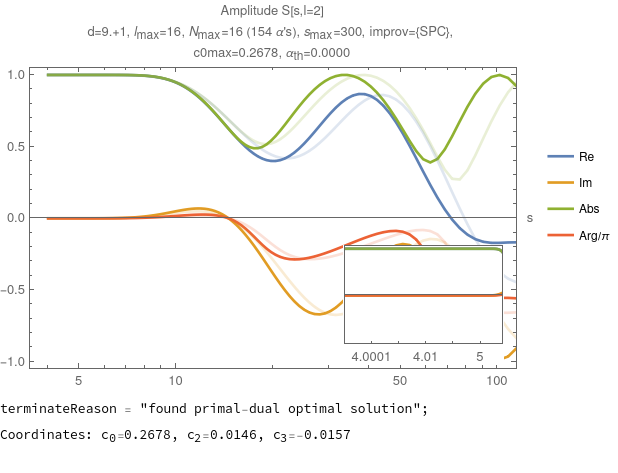 Amplitude S[s,l=2]
d=9.+1, lmax=16, Nmax=16 (154 α's), smax=300, improv={SPC},
c0max=0.2678, αth=0.0000
1.0
0.5
0.0
−0.5
−1.0
5
10
50
100
s
4.0001
4.01
5
Re
Im
Abs
Arg/π
terminateReason = "found primal-dual optimal solution";
Coordinates: c0=0.2678, c2=0.0146, c3=-0.0157